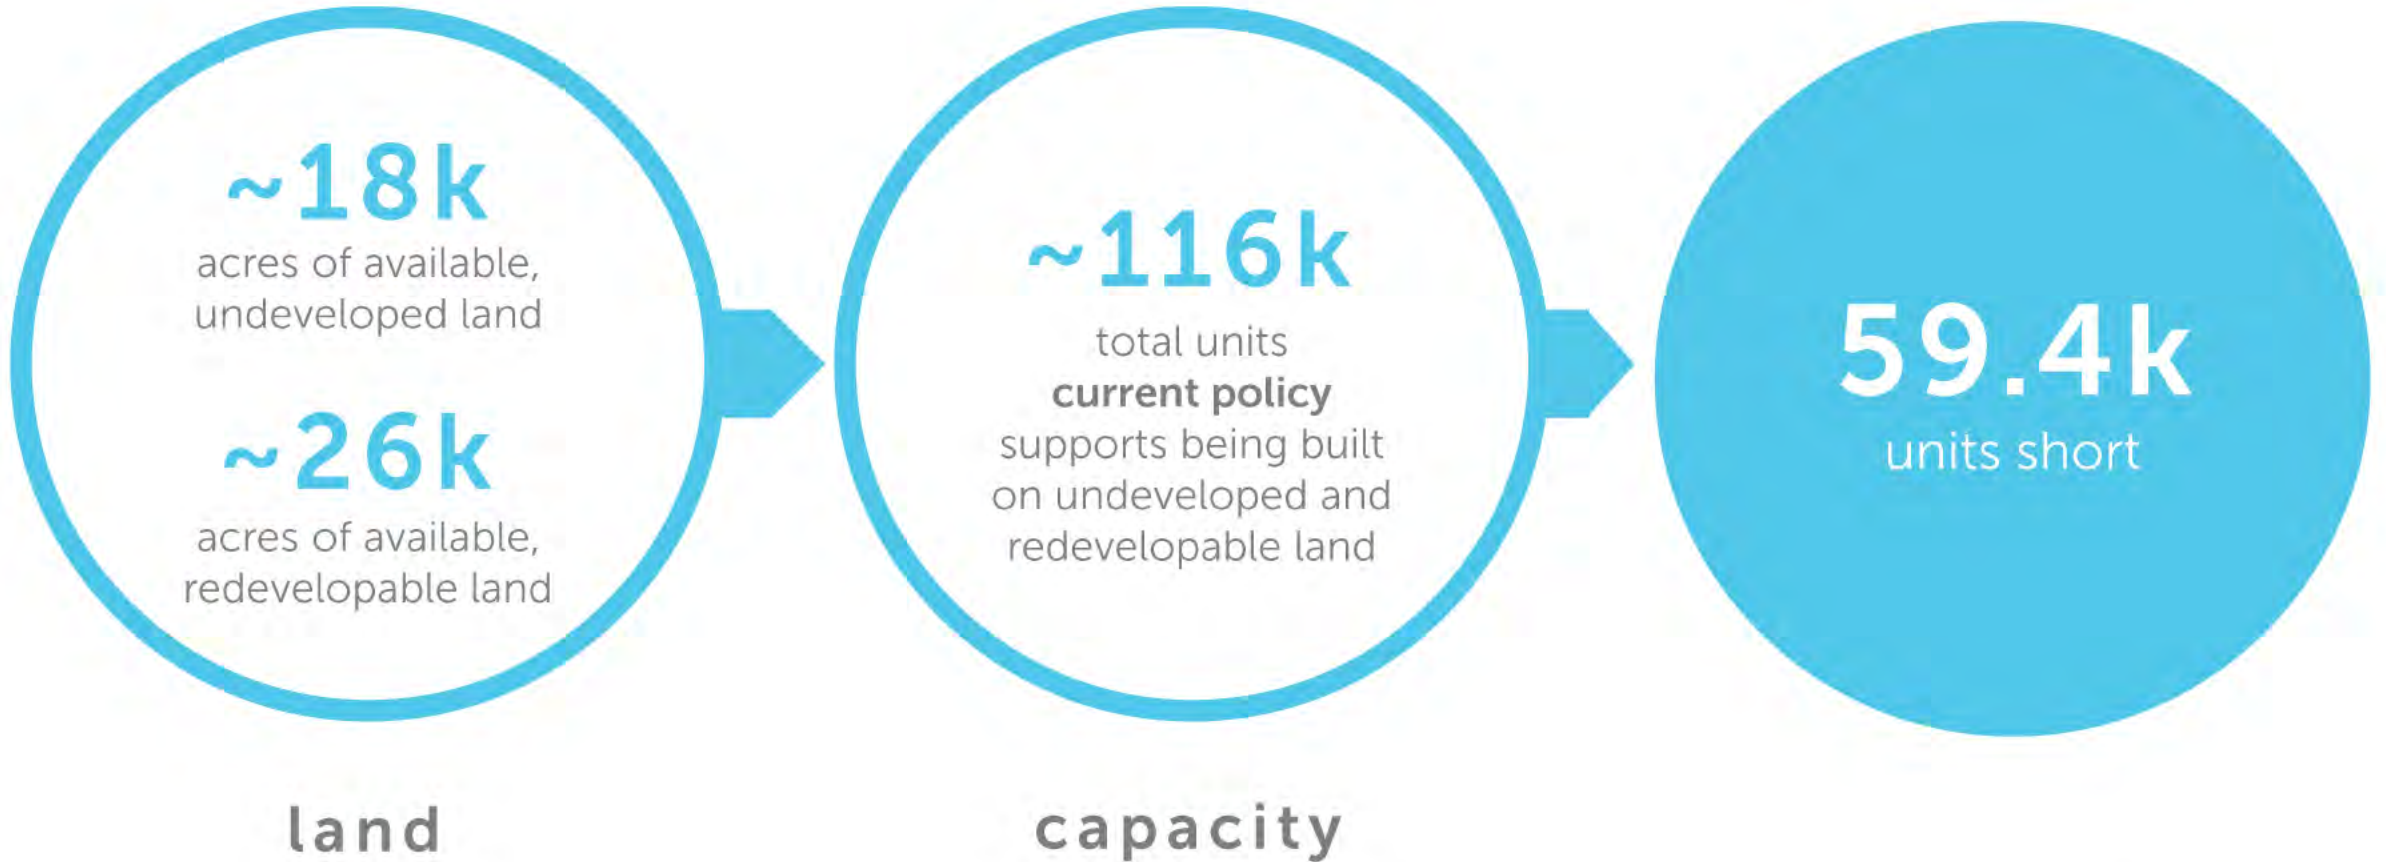 ~18k
acres of available,
undeveloped land
~26k
acres of available,
redevelopable land
land
~116k
total units
current policy
supports being built
on undeveloped and
redevelopable land
capacity
59.4k
units short